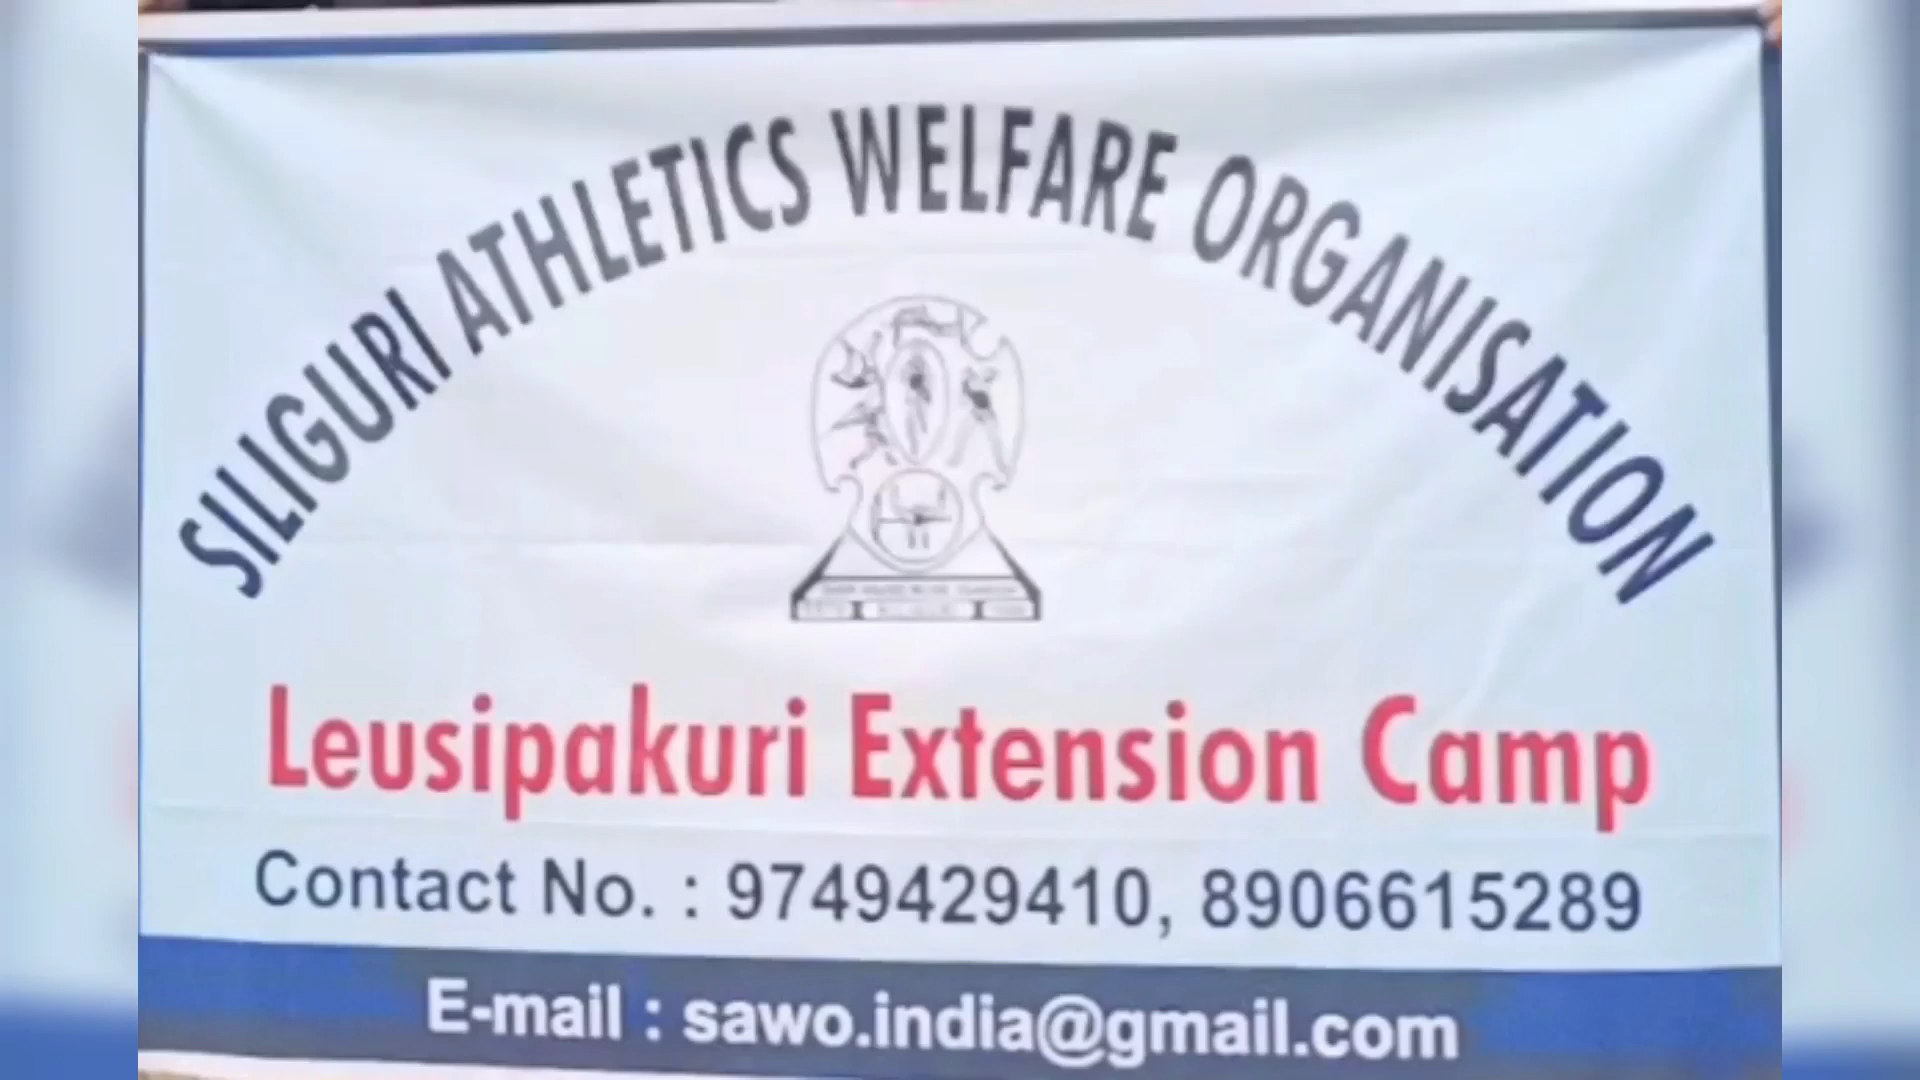 SILIGURI ATHLETICS WELFARE ORGANISATION
Leusipakuri Extension Camp
Contact No. : 9749429410, 8906615289
E-mail : sawo.india@gmail.com